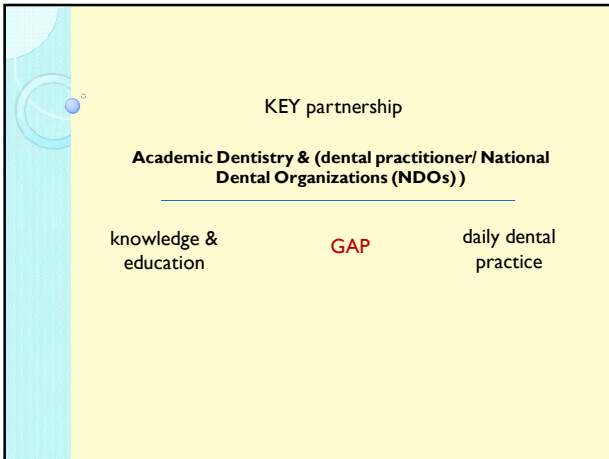 KEY partnership
Academic Dentistry & (dental practitioner/ National
Dental Organizations (NDOs) )
knowledge &
education
GAP
daily dental
practice